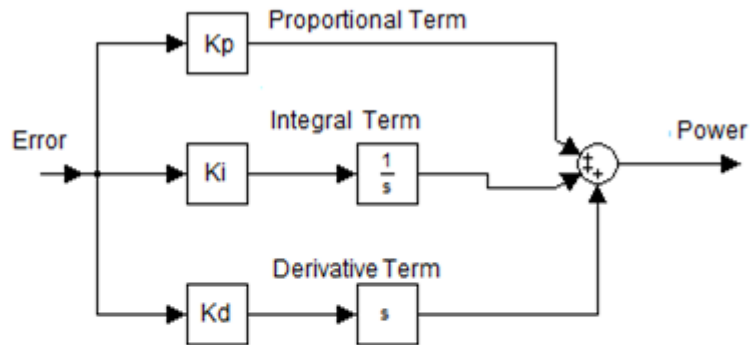 Proportional Term
Kp
Integral Term
Error
Ki
1
s
Power
+
+
+
Derivative Term
Kd
s